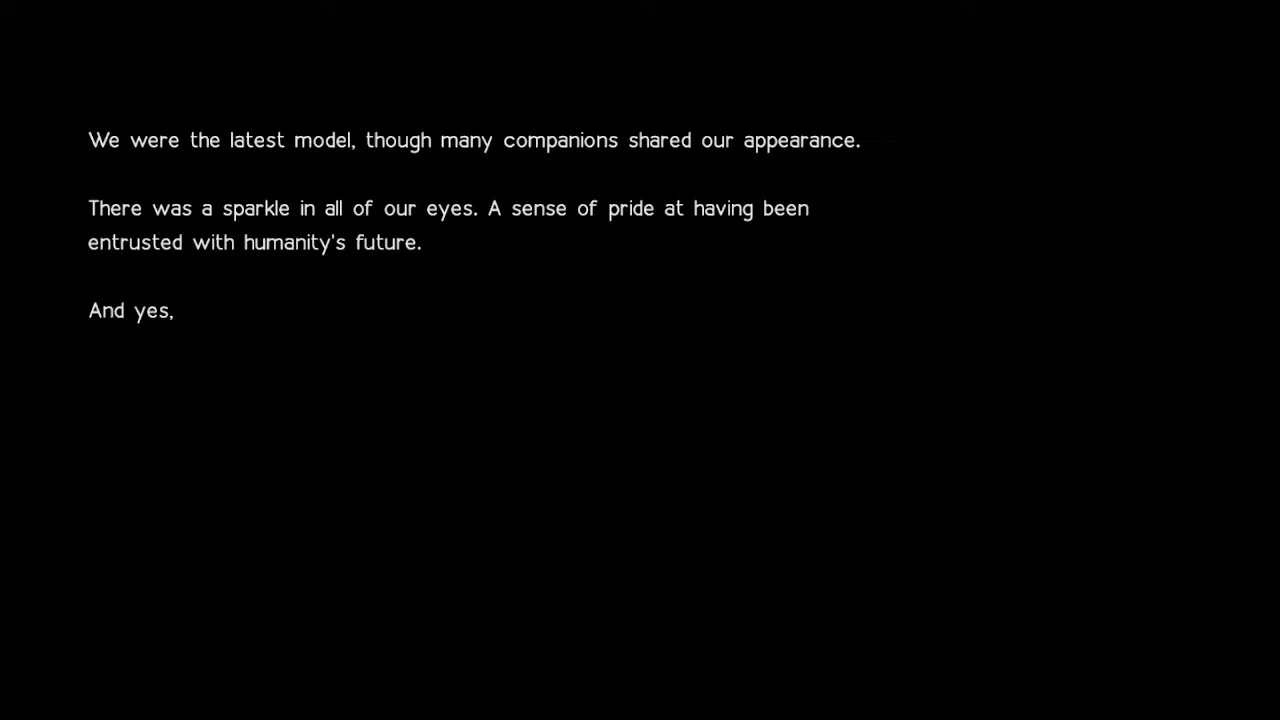 We were the latest model, though many companions shared our appearance.
There was a sparkle in all of our eyes. A sense of pride at having been
entrusted with humanity's future.
And yes,